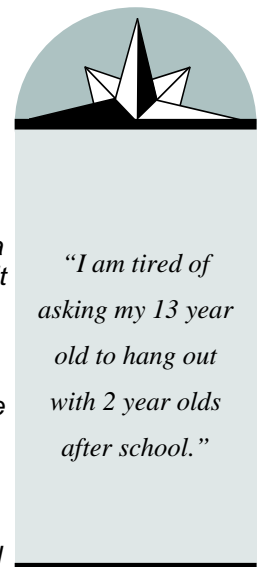 “I am tired of
asking my 13 year
old to hang out
with 2 year olds
after school.”